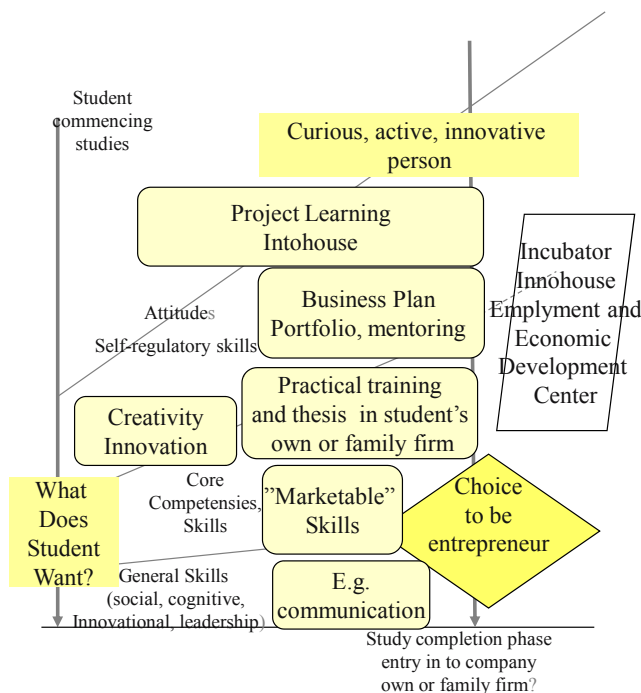 Student
commencing
studies
Curious, active, innovative
person
Project Learning
Intohouse
Incubator
Innohouse
Emplyment and
Economic
Development
Center
Attitudes
Self-regulatory skills
Business Plan
Portfolio, mentoring
Practical training
and thesis in student's
own or family firm
Creativity
Innovation
What
Does
Student
Want?
Core
Competencies,
Skills
”Marketable”
Skills
Choice
to be
entrepreneur
General Skills
(social, cognitive,
Innovational, leadership)
E.g.
communication
Study completion phase
entry in to company
own or family firm?